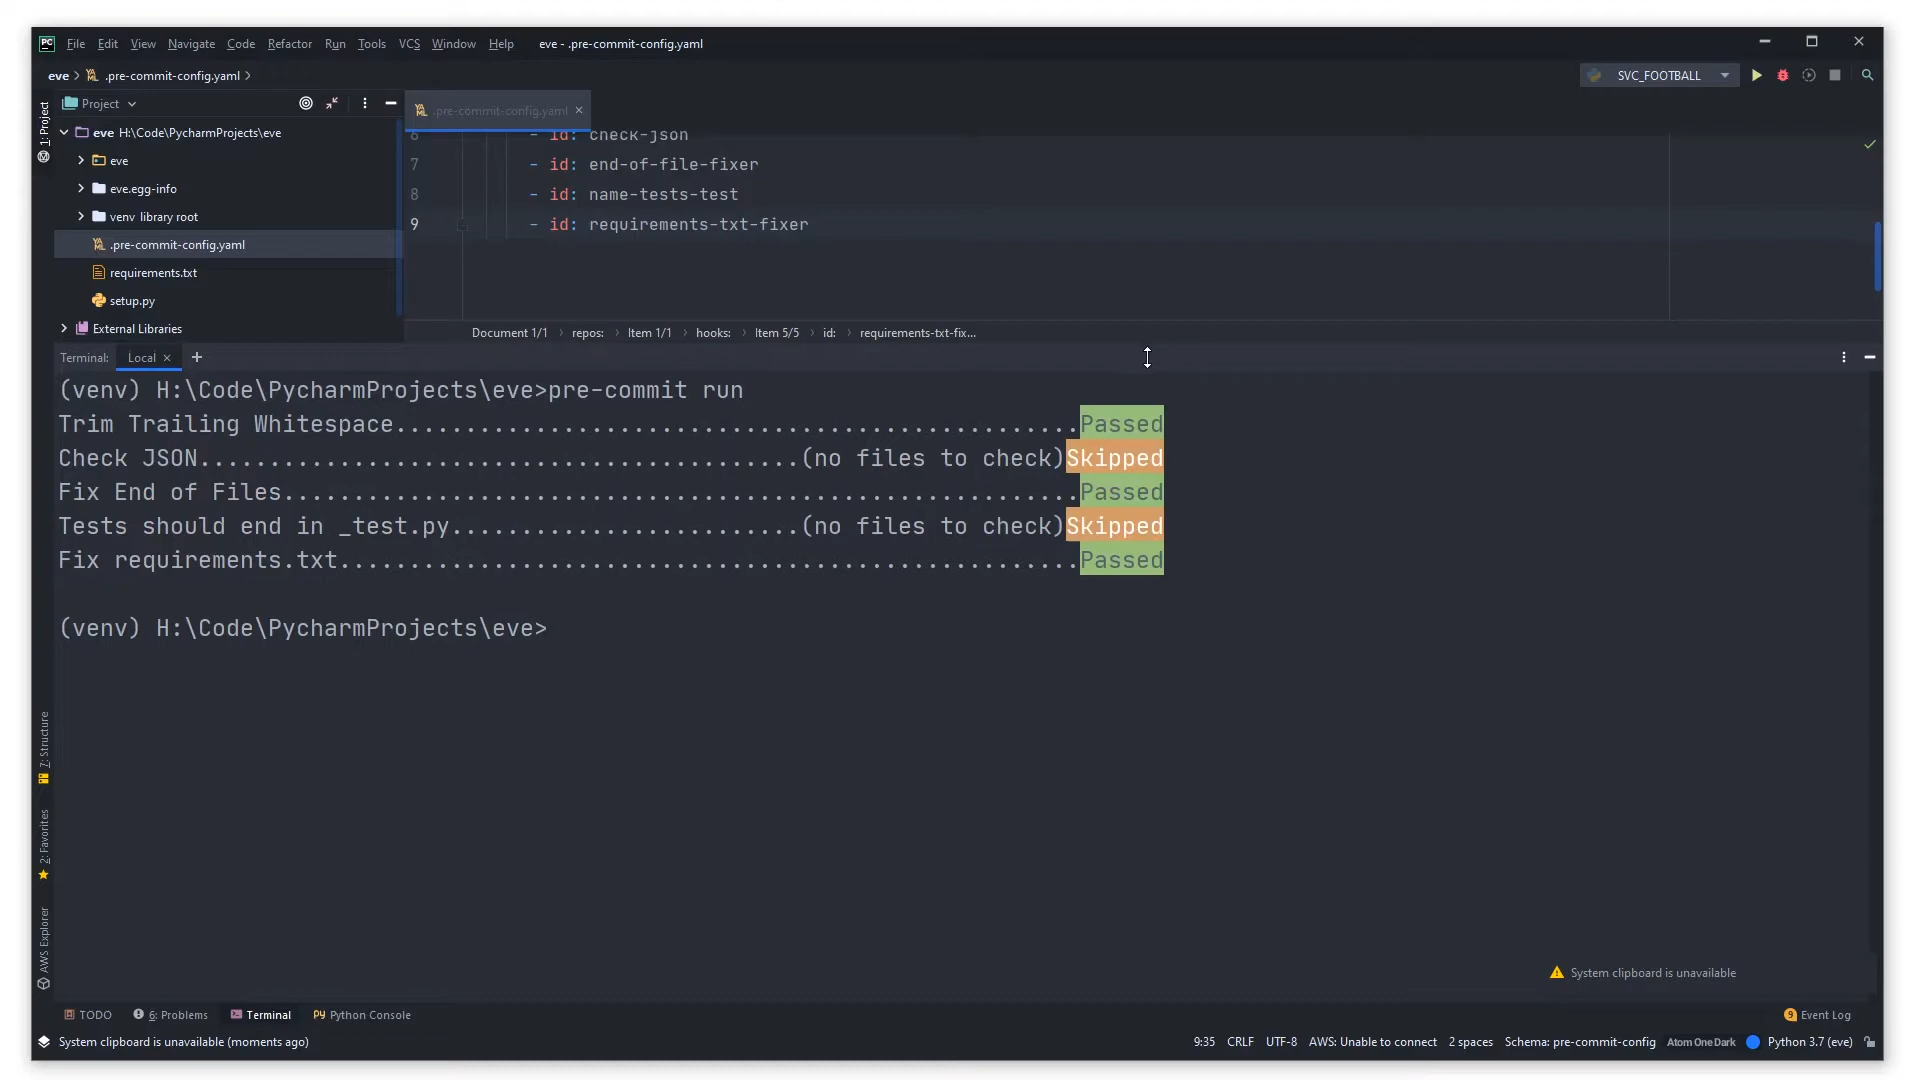 PC File Edit View Navigate Code Refactor Run Tools VCS Window Help eve - .pre-commit-config.yaml
eve > .pre-commit-config.yaml > SVC_FOOTBALL
1: Project
Project
eve H:\Code\PycharmProjects\eve
eve
eve.egg-info
venv library root
.pre-commit-config.yaml
requirements.txt
setup.py
External Libraries
.pre-commit-config.yaml ×
6 - id: check-json
7 - id: end-of-file-fixer
8 - id: name-tests-test
9 - id: requirements-txt-fixer
Document 1/1 > repos: > Item 1/1 > hooks: > Item 5/5 > id: > requirements-txt-fix...
Terminal: Local × +
(venv) H:\Code\PycharmProjects\eve>pre-commit run
Trim Trailing Whitespace.................................................Passed
Check JSON...........................................(no files to check)Skipped
Fix End of Files.........................................................Passed
Tests should end in _test.py.........................(no files to check)Skipped
Fix requirements.txt.....................................................Passed
(venv) H:\Code\PycharmProjects\eve>
7: Structure
2: Favorites
AWS Explorer
System clipboard is unavailable
TODO 6: Problems Terminal Python Console 9 Event Log
System clipboard is unavailable (moments ago) 9:35 CRLF UTF-8 AWS: Unable to connect 2 spaces Schema: pre-commit-config Atom One Dark Python 3.7 (eve)